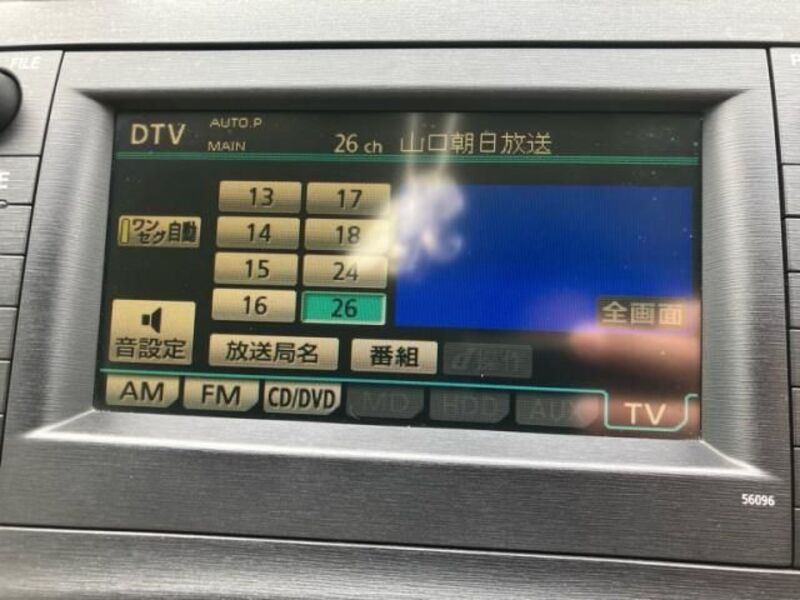 FILE
DTV AUTO.P
MAIN 26 ch 山口朝日放送
13 17
14 18
ワンセグ 自動
15 24
16 26
全画面
音設定 放送局名 番組
AM FM CD/DVD MD HDD AUX TV
56096